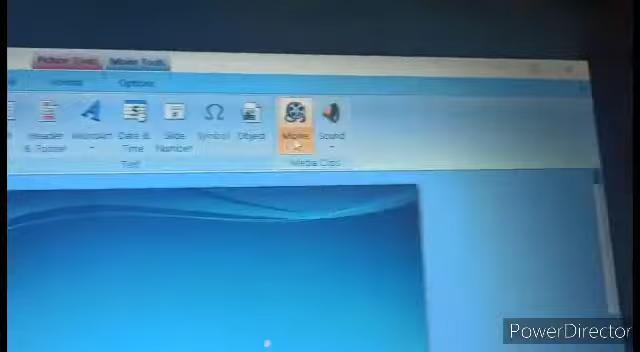 Picture Tools Movie Tools
Format Options
Header & Footer WordArt Date & Time Slide Number Symbol Object Movie Sound
Text Media Clips
PowerDirector